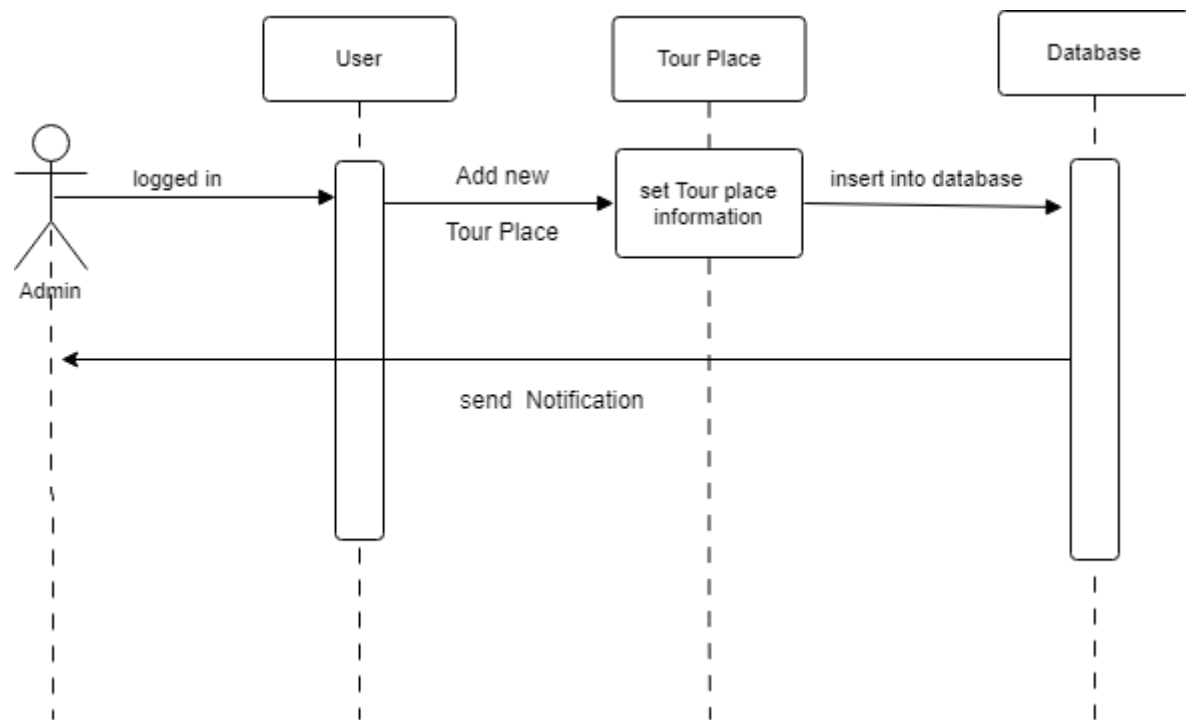 User
Tour Place
Database
logged in
Add new
Tour Place
set Tour place
information
insert into database
Admin
send  Notification